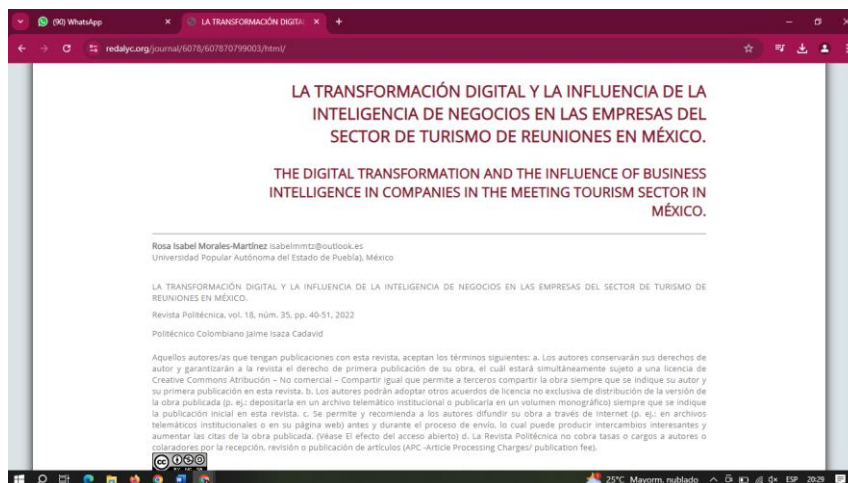 (90) WhatsApp
LA TRANSFORMACIÓN DIGITAL
redalyc.org/journal/6078/607870799003/html/
LA TRANSFORMACIÓN DIGITAL Y LA INFLUENCIA DE LA
INTELIGENCIA DE NEGOCIOS EN LAS EMPRESAS DEL
SECTOR DE TURISMO DE REUNIONES EN MÉXICO.
THE DIGITAL TRANSFORMATION AND THE INFLUENCE OF BUSINESS
INTELLIGENCE IN COMPANIES IN THE MEETING TOURISM SECTOR IN
MÉXICO.
Rosa Isabel Morales-Martínez isabelmmtz@outlook.es
Universidad Popular Autónoma del Estado de Puebla), México
LA TRANSFORMACIÓN DIGITAL Y LA INFLUENCIA DE LA INTELIGENCIA DE NEGOCIOS EN LAS EMPRESAS DEL SECTOR DE TURISMO DE
REUNIONES EN MÉXICO.
Revista Politécnica, vol. 18, núm. 35, pp. 40-51, 2022
Politécnico Colombiano Jaime Isaza Cadavid
Aquellos autores/as que tengan publicaciones con esta revista, aceptan los términos siguientes: a. Los autores conservarán sus derechos de
autor y garantizarán a la revista el derecho de primera publicación de su obra, el cuál estará simultáneamente sujeto a una licencia de
Creative Commons Atribución – No comercial – Compartir igual que permite a terceros compartir la obra siempre que se indique su autor y
su primera publicación en esta revista. b. Los autores podrán adoptar otros acuerdos de licencia no exclusiva de distribución de la versión de
la obra publicada (p. ej.: depositarla en un archivo telemático institucional o publicarla en un volumen monográfico) siempre que se indique
la publicación inicial en esta revista. c. Se permite y recomienda a los autores difundir su obra a través de Internet (p. ej.: en archivos
telemáticos institucionales o en su página web) antes y durante el proceso de envío, lo cual puede producir intercambios interesantes y
aumentar las citas de la obra publicada. (Véase El efecto del acceso abierto) d. La Revista Politécnica no cobra tasas o cargos a autores o
colaradores por la recepción, revisión o publicación de artículos (APC -Article Processing Charges/ publication fee).
cc
BY NC SA
25°C Mayorm. nublado ESP 20:29